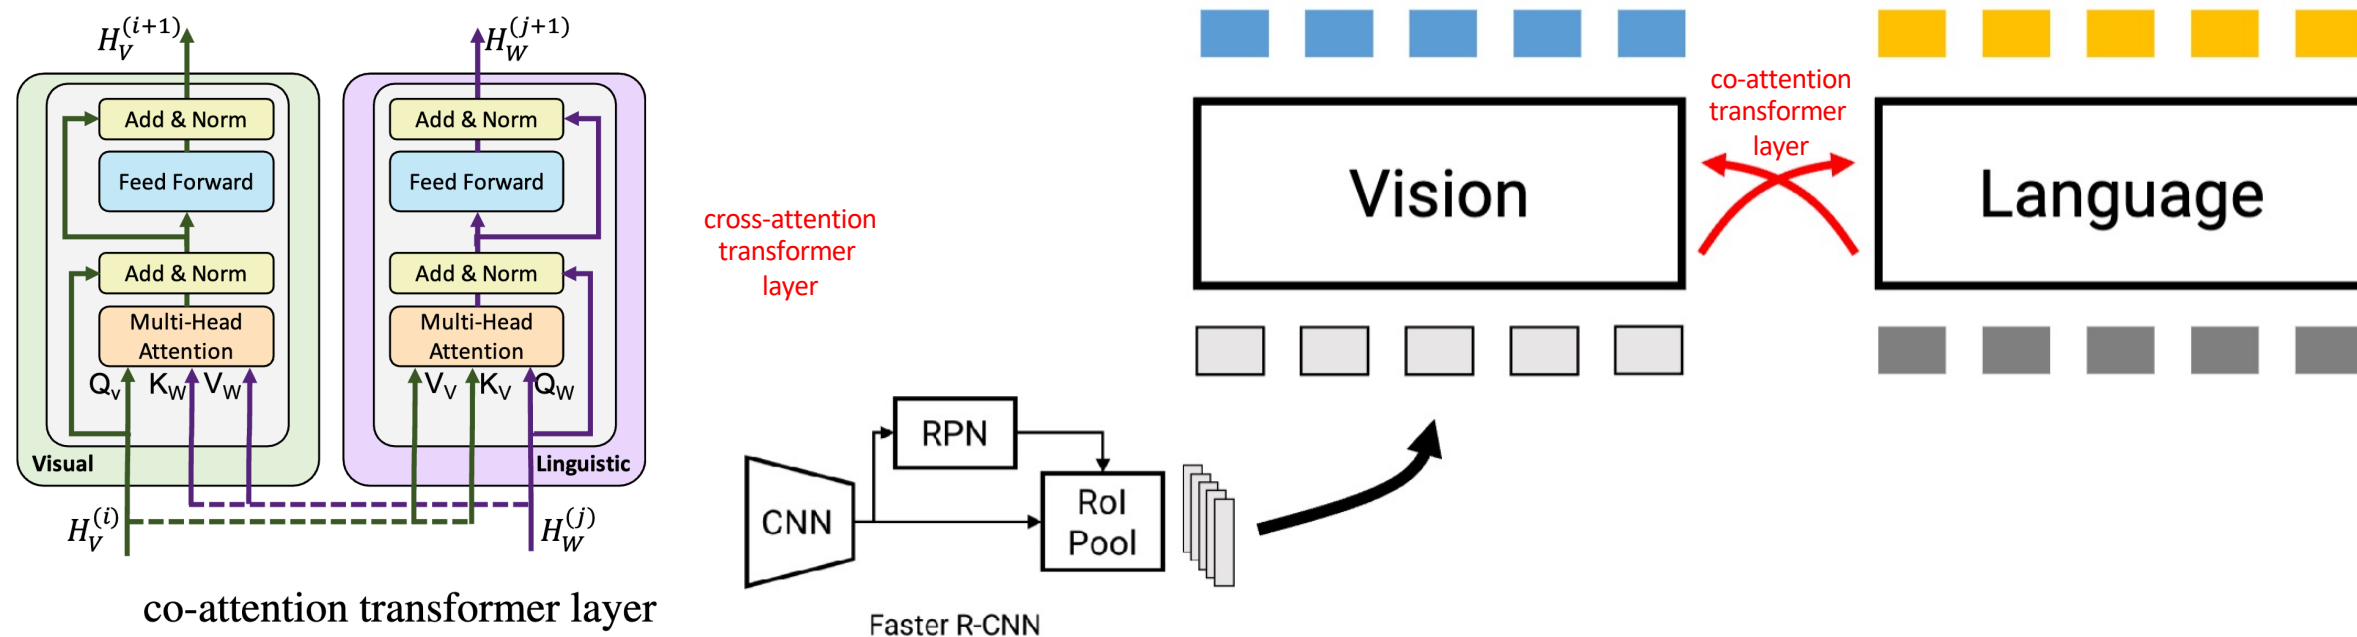 H_V^{(i+1)}
H_W^{(j+1)}
Add & Norm
Feed Forward
Add & Norm
Multi-Head
Attention
Q_v K_W V_W
Visual
H_V^{(i)}
Add & Norm
Feed Forward
Add & Norm
Multi-Head
Attention
V_V K_V Q_W
Linguistic
H_W^{(j)}
co-attention transformer layer
cross-attention
transformer
layer
CNN
RPN
RoI
Pool
Faster R-CNN
Vision
co-attention
transformer
layer
Language